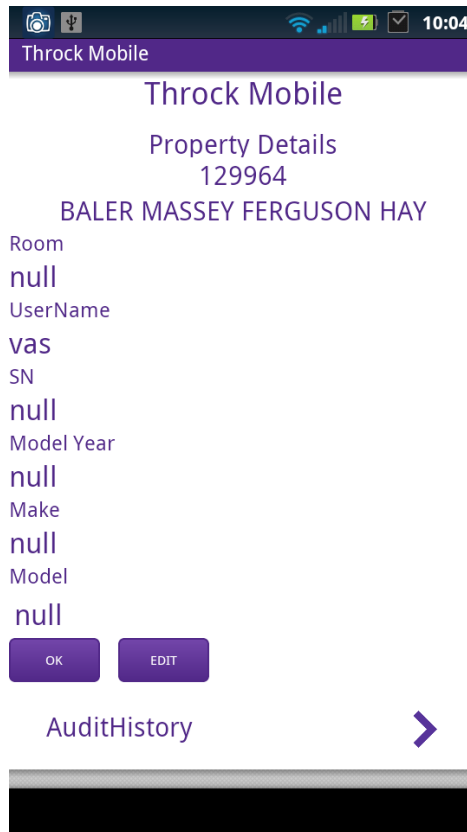 10:04
Throck Mobile
Throck Mobile
Property Details
129964
BALER MASSEY FERGUSON HAY
Room
null
UserName
vas
SN
null
Model Year
null
Make
null
Model
null
OK EDIT
AuditHistory